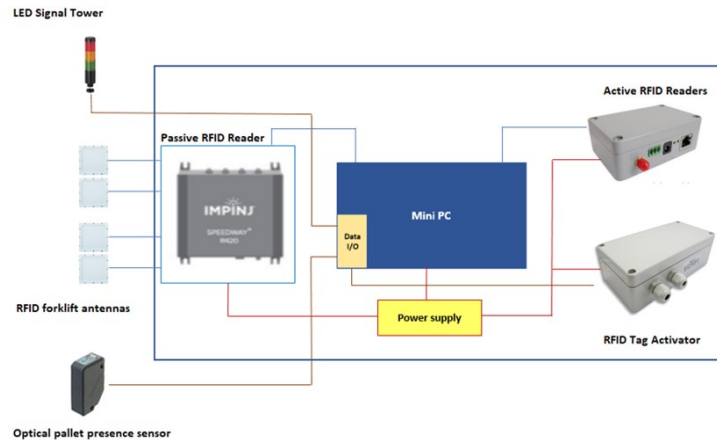 LED Signal Tower
Active RFID Readers
Passive RFID Reader
IMPINJ
SPEEDWAY
R420
Mini PC
Data
I/O
RFID forklift antennas
Power supply
RFID Tag Activator
Optical pallet presence sensor